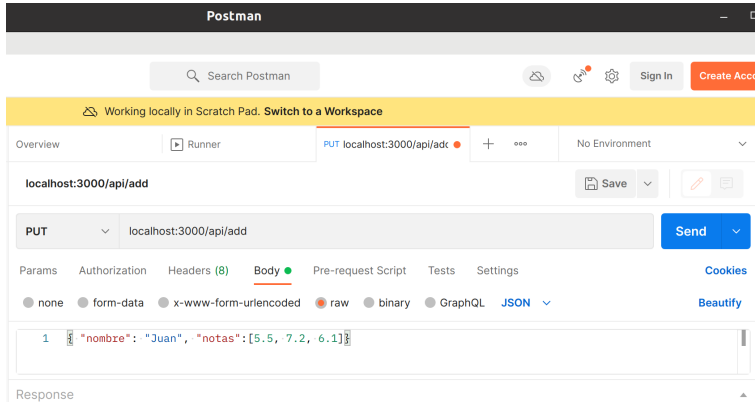 Postman
Search Postman
Sign In
Create Acco
Working locally in Scratch Pad. Switch to a Workspace
Overview
Runner
PUT localhost:3000/api/adc
ooo
No Environment
localhost:3000/api/add
Save
PUT
localhost:3000/api/add
Send
Params Authorization Headers (8) Body Pre-request Script Tests Settings Cookies
none form-data x-www-form-urlencoded raw binary GraphQL JSON Beautify
1 { "nombre": "Juan", "notas":[5.5, 7.2, 6.1]}
Response